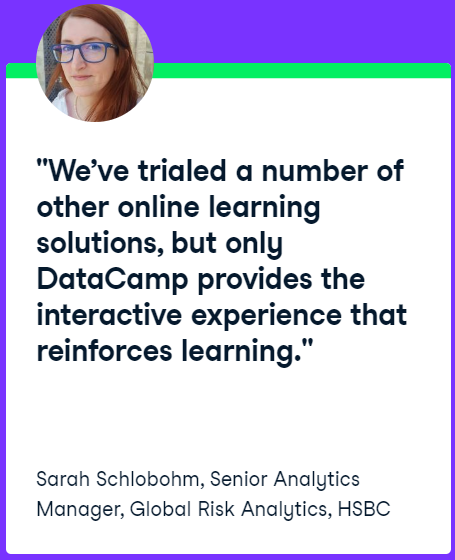 "We’ve trialed a number of
other online learning
solutions, but only
DataCamp provides the
interactive experience that
reinforces learning."
Sarah Schlobohm, Senior Analytics
Manager, Global Risk Analytics, HSBC